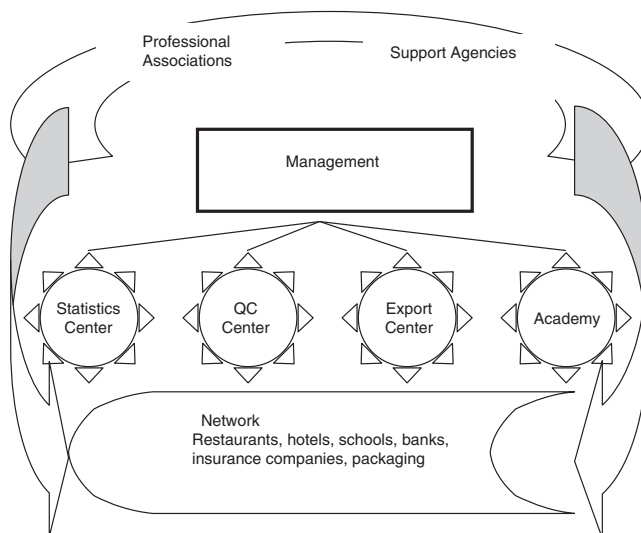 Professional
Associations
Support Agencies
Management
Statistics
Center
QC
Center
Export
Center
Academy
Network
Restaurants, hotels, schools, banks,
insurance companies, packaging